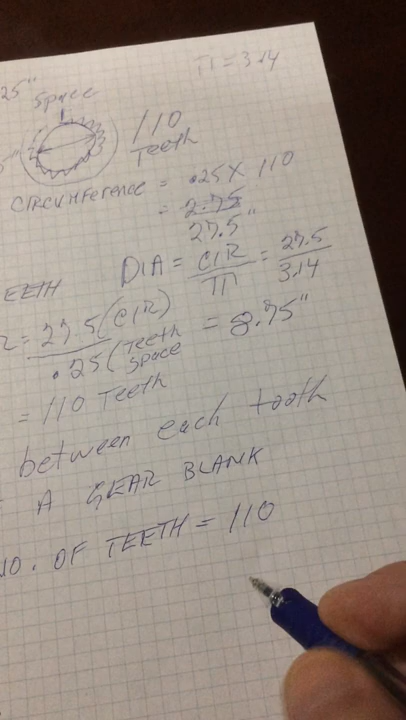 π = 3.14
25"
Space
110
Teeth
5"
CIRCUMFERENCE = .25 X 110
= 2.75
27.5"
DIA = CIR / π = 27.5 / 3.14
EETH
= 27.5 (CIR) / .25 (Teeth Space = 8.75"
= 110 Teeth
between each tooth
A GEAR BLANK
NO. OF TEETH = 110